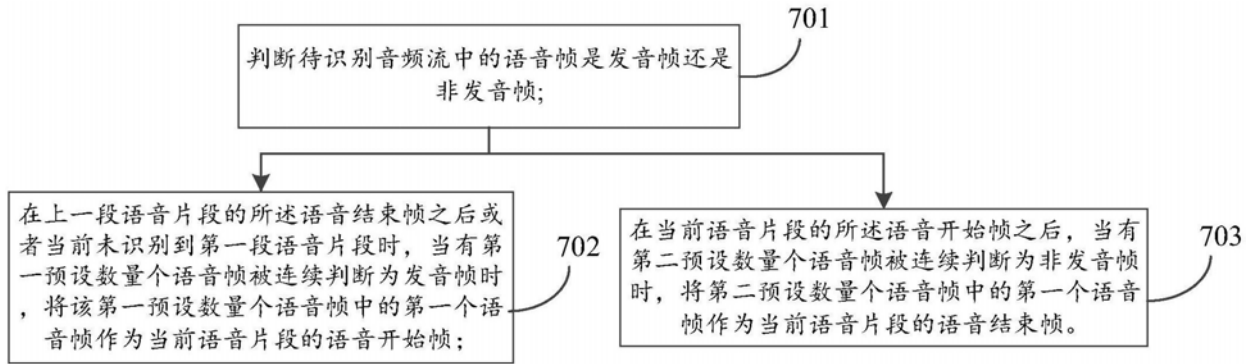 701
判断待识别音频流中的语音帧是发音帧还是
非发音帧;
在上一段语音片段的所述语音结束帧之后或
者当前未识别到第一段语音片段时，当有第
一预设数量个语音帧被连续判断为发音帧时
，将该第一预设数量个语音帧中的第一个语
音帧作为当前语音片段的语音开始帧；
702
在当前语音片段的所述语音开始帧之后，当有
第二预设数量个语音帧被连续判断为非发音帧
时，将第二预设数量个语音帧中的第一个语音
帧作为当前语音片段的语音结束帧。
703